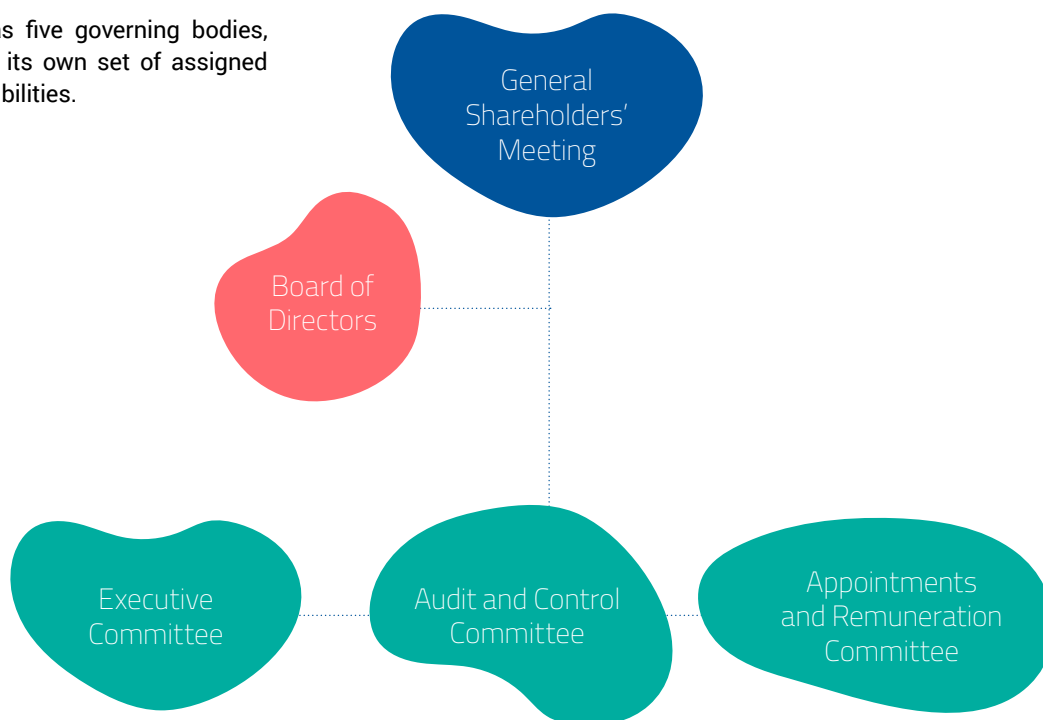 five governing bodies,
its own set of assigned
General
Shareholders’
Meeting
Board of
Directors
Executive
Committee
Audit and Control
Committee
Appointments
and Remuneration
Committee